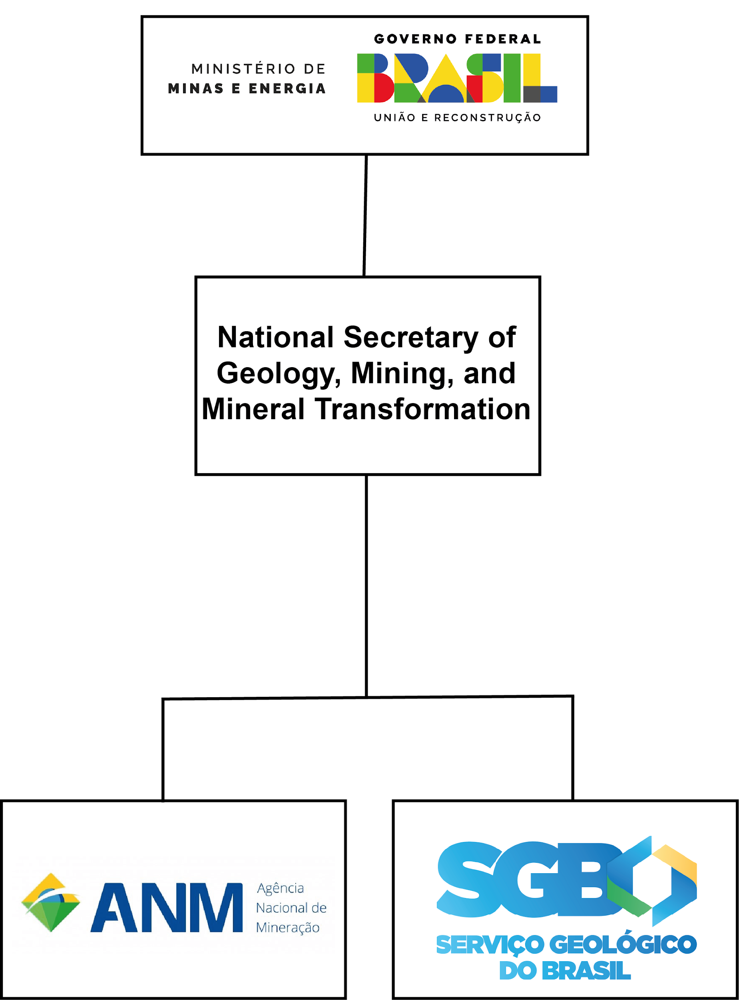 GOVERNO FEDERAL
MINISTÉRIO DE
MINAS E ENERGIA
BRASIL
UNIÃO E RECONSTRUÇÃO
National Secretary of
Geology, Mining, and
Mineral Transformation
ANM
Agência
Nacional de
Mineração
SGB
SERVIÇO GEOLÓGICO
DO BRASIL